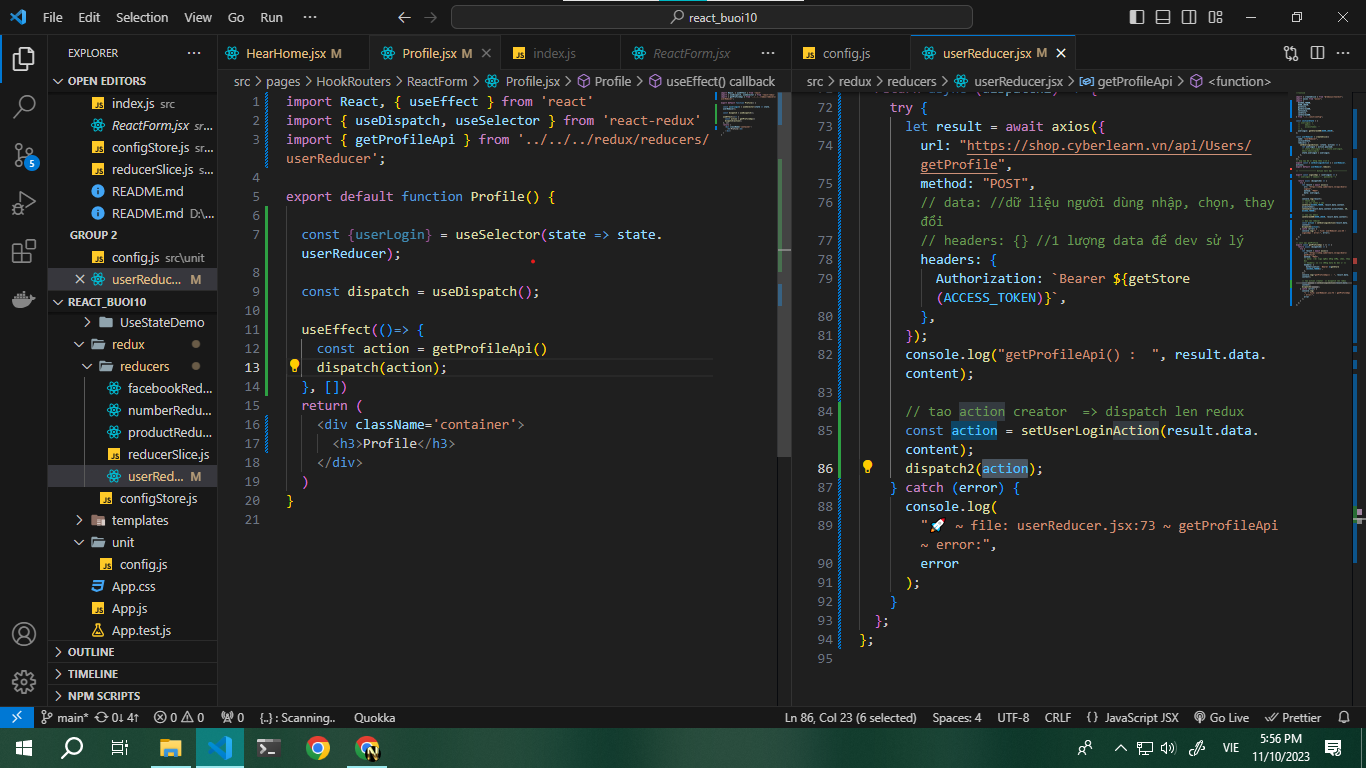 File Edit Selection View Go Run ··· react_buoi10
EXPLORER ···
OPEN EDITORS
index.js src
ReactForm.jsx sr...
configStore.js sr...
reducerSlice.js s...
README.md
README.md D:\...
GROUP 2
config.js src\unit
userReduc... M
REACT_BUOI10
UseStateDemo
redux
reducers
facebookRed...
numberRedu...
productRedu...
reducerSlice.js
userRed... M
configStore.js
templates
unit
config.js
App.css
App.js
App.test.js
OUTLINE
TIMELINE
NPM SCRIPTS
5
HearHome.jsx M Profile.jsx M index.js ReactForm.jsx ···
src > pages > HookRouters > ReactForm > Profile.jsx > Profile > useEffect() callback
1 import React, { useEffect } from 'react'
2 import { useDispatch, useSelector } from 'react-redux'
3 import { getProfileApi } from '../../../redux/reducers/
userReducer';
4
5 export default function Profile() {
6
7 const {userLogin} = useSelector(state => state.
userReducer);
8
9 const dispatch = useDispatch();
10
11 useEffect(()=> {
12 const action = getProfileApi()
13 dispatch(action);
14 }, [])
15 return (
16 <div className='container'>
17 <h3>Profile</h3>
18 </div>
19 )
20 }
21
config.js userReducer.jsx M ···
src > redux > reducers > userReducer.jsx > getProfileApi > <function>
72 try {
73 let result = await axios({
74 url: "https://shop.cyberlearn.vn/api/Users/
getProfile",
75 method: "POST",
76 // data: //dữ liệu người dùng nhập, chọn, thay
đổi
77 // headers: {} //1 lượng data để dev sử lý
78 headers: {
79 Authorization: `Bearer ${getStore
(ACCESS_TOKEN)}`,
80 },
81 });
82 console.log("getProfileApi() :  ", result.data.
content);
83
84 // tao action creator  => dispatch len redux
85 const action = setUserLoginAction(result.data.
content);
86 dispatch2(action);
87 } catch (error) {
88 console.log(
89 "🚀 ~ file: userReducer.jsx:73 ~ getProfileApi
~ error:",
90 error
91 );
92 }
93 };
94 };
95
main* 0↓ 4↑ 0 0 0 {..} : Scanning.. Quokka Ln 86, Col 23 (6 selected) Spaces: 4 UTF-8 CRLF { } JavaScript JSX Go Live Prettier
VIE 5:56 PM
11/10/2023